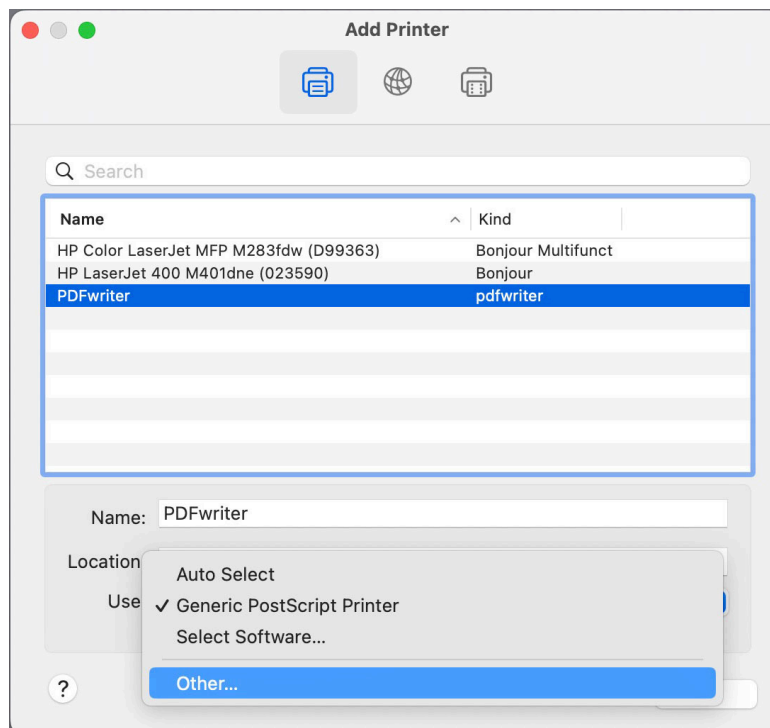 Add Printer
Search
Name Kind
HP Color LaserJet MFP M283fdw (D99363) Bonjour Multifunct
HP LaserJet 400 M401dne (023590) Bonjour
PDFwriter pdfwriter
Name: PDFwriter
Location
Auto Select
Use ✓ Generic PostScript Printer
Select Software...
Other...
?